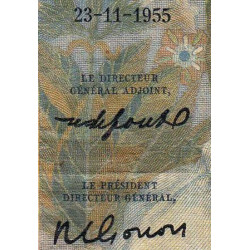 23-11-1955
LE DIRECTEUR
GÉNÉRAL ADJOINT,
LE PRÉSIDENT
DIRECTEUR GÉNÉRAL,